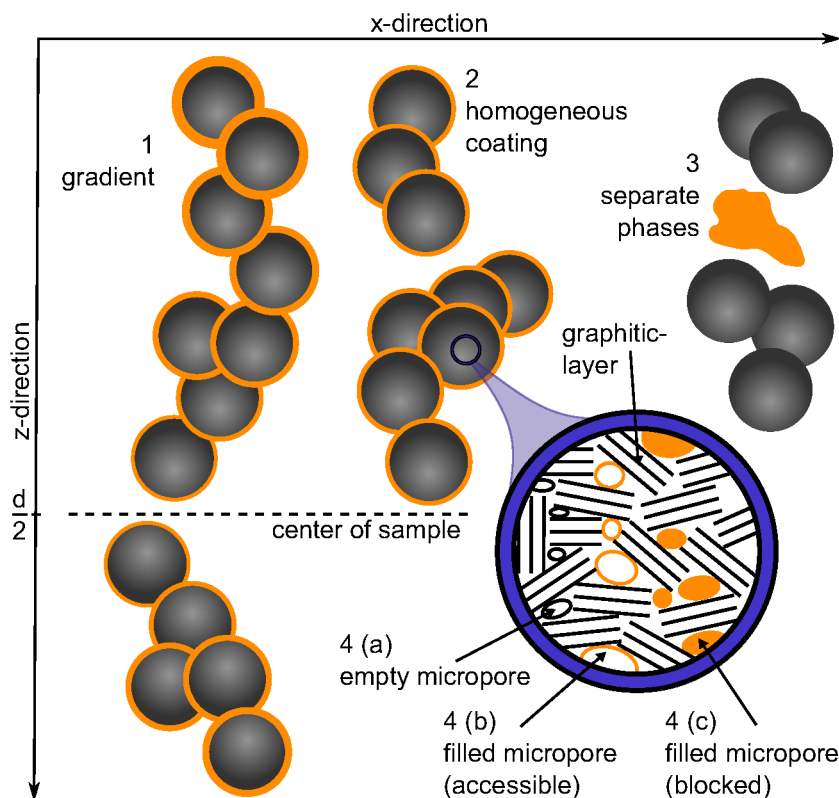 x-direction
z-direction
1
gradient
2
homogeneous
coating
3
separate
phases
graphitic-
layer
d
2
center of sample
4 (a)
empty micropore
4 (b)
filled micropore
(accessible)
4 (c)
filled micropore
(blocked)